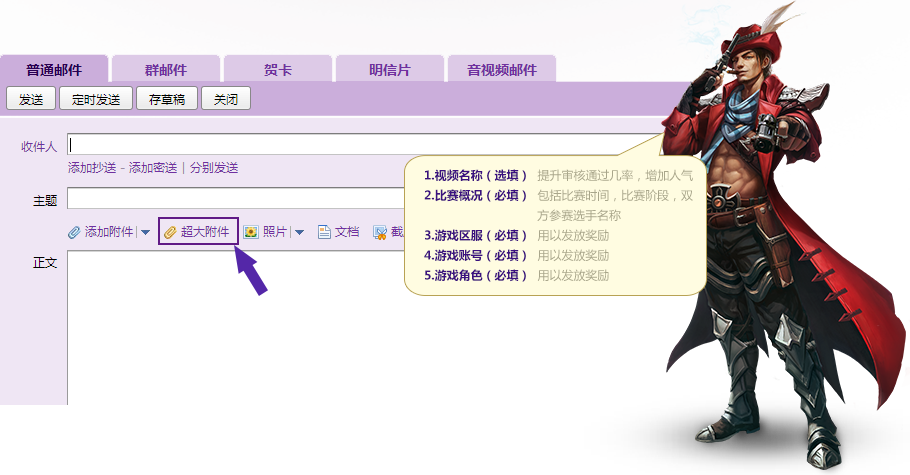 普通邮件 群邮件 贺卡 明信片 音视频邮件
发送 定时发送 存草稿 关闭
收件人
添加抄送 - 添加密送 | 分别发送
主题
添加附件 超大附件 照片 文档 截
正文
1.视频名称（选填） 提升审核通过几率，增加人气
2.比赛概况（必填） 包括比赛时间，比赛阶段，双
方参赛选手名称
3.游戏区服（必填） 用以发放奖励
4.游戏账号（必填） 用以发放奖励
5.游戏角色（必填） 用以发放奖励